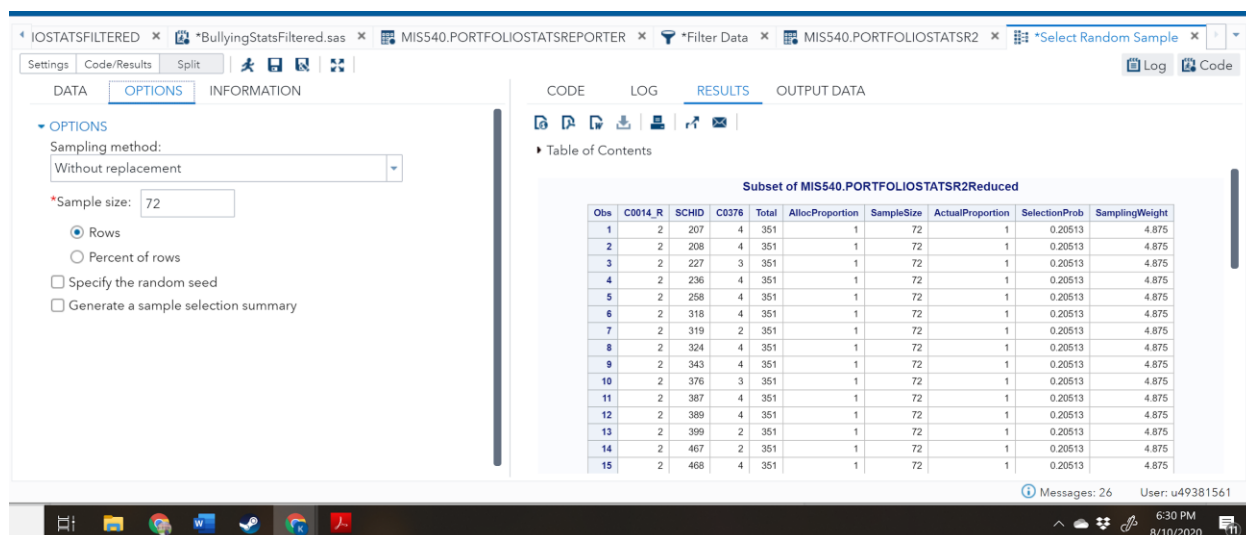 IOSTATSFILTERED × *BullyingStatsFiltered.sas × MIS540.PORTFOLIOSTATSREPORTER × *Filter Data × MIS540.PORTFOLIOSTATSR2 × *Select Random Sample ×
Settings Code/Results Split Log Code
DATA OPTIONS INFORMATION
OPTIONS
Sampling method:
Without replacement
*Sample size: 72
Rows
Percent of rows
Specify the random seed
Generate a sample selection summary
CODE LOG RESULTS OUTPUT DATA
Table of Contents
Subset of MIS540.PORTFOLIOSTATSR2Reduced
Obs C0014_R SCHID C0376 Total AllocProportion SampleSize ActualProportion SelectionProb SamplingWeight
1 2 207 4 351 1 72 1 0.20513 4.875
2 2 208 4 351 1 72 1 0.20513 4.875
3 2 227 3 351 1 72 1 0.20513 4.875
4 2 236 4 351 1 72 1 0.20513 4.875
5 2 258 4 351 1 72 1 0.20513 4.875
6 2 318 4 351 1 72 1 0.20513 4.875
7 2 319 2 351 1 72 1 0.20513 4.875
8 2 324 4 351 1 72 1 0.20513 4.875
9 2 343 4 351 1 72 1 0.20513 4.875
10 2 376 3 351 1 72 1 0.20513 4.875
11 2 387 4 351 1 72 1 0.20513 4.875
12 2 389 4 351 1 72 1 0.20513 4.875
13 2 399 2 351 1 72 1 0.20513 4.875
14 2 467 2 351 1 72 1 0.20513 4.875
15 2 468 4 351 1 72 1 0.20513 4.875
Messages: 26 User: u49381561
6:30 PM
8/10/2020
11